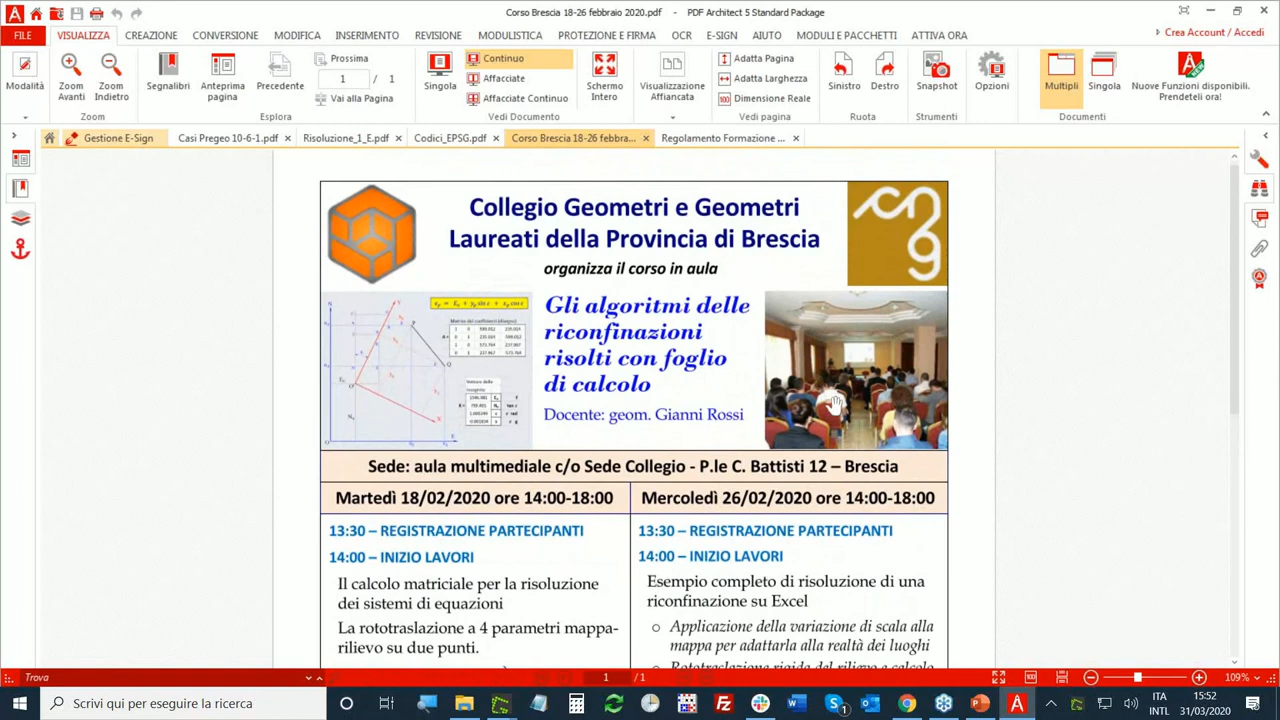 Corso Brescia 18-26 febbraio 2020.pdf - PDF Architect 5 Standard Package
FILE VISUALIZZA CREAZIONE CONVERSIONE MODIFICA INSERIMENTO REVISIONE MODULISTICA PROTEZIONE E FIRMA OCR E-SIGN AIUTO MODULI E PACCHETTI ATTIVA ORA Crea Account / Accedi
Modalità
Zoom Avanti
Zoom Indietro
Zoom
Segnalibri
Anteprima pagina
Precedente
Prossima
1 / 1
Vai alla Pagina
Esplora
Singola
Continuo
Affacciate
Affacciate Continuo
Vedi Documento
Schermo Intero
Visualizzazione Affiancata
Adatta Pagina
Adatta Larghezza
Dimensione Reale
Vedi pagina
Sinistro
Destro
Ruota
Snapshot
Strumenti
Opzioni
Multipli
Singola
Documenti
NEW
Nuove Funzioni disponibili.
Prendeteli ora!
Gestione E-Sign Casi Pregeo 10-6-1.pdf Risoluzione_1_E.pdf Codici_EPSG.pdf Corso Brescia 18-26 febbra... Regolamento Formazione ...
Collegio Geometri e Geometri
Laureati della Provincia di Brescia
organizza il corso in aula
Gli algoritmi delle
riconfinazioni
risolti con foglio
di calcolo
Docente: geom. Gianni Rossi
Sede: aula multimediale c/o Sede Collegio - P.le C. Battisti 12 – Brescia
Martedì 18/02/2020 ore 14:00-18:00
Mercoledì 26/02/2020 ore 14:00-18:00
13:30 – REGISTRAZIONE PARTECIPANTI
14:00 – INIZIO LAVORI
Il calcolo matriciale per la risoluzione
dei sistemi di equazioni
La rototraslazione a 4 parametri mappa-
rilievo su due punti.
13:30 – REGISTRAZIONE PARTECIPANTI
14:00 – INIZIO LAVORI
Esempio completo di risoluzione di una
riconfinazione su Excel
Applicazione della variazione di scala alla
mappa per adattarla alla realtà dei luoghi
Rototraslazione rigida del rilievo e calcolo
Trova
1 / 1
109%
Scrivi qui per eseguire la ricerca
ITA
INTL
15:52
31/03/2020